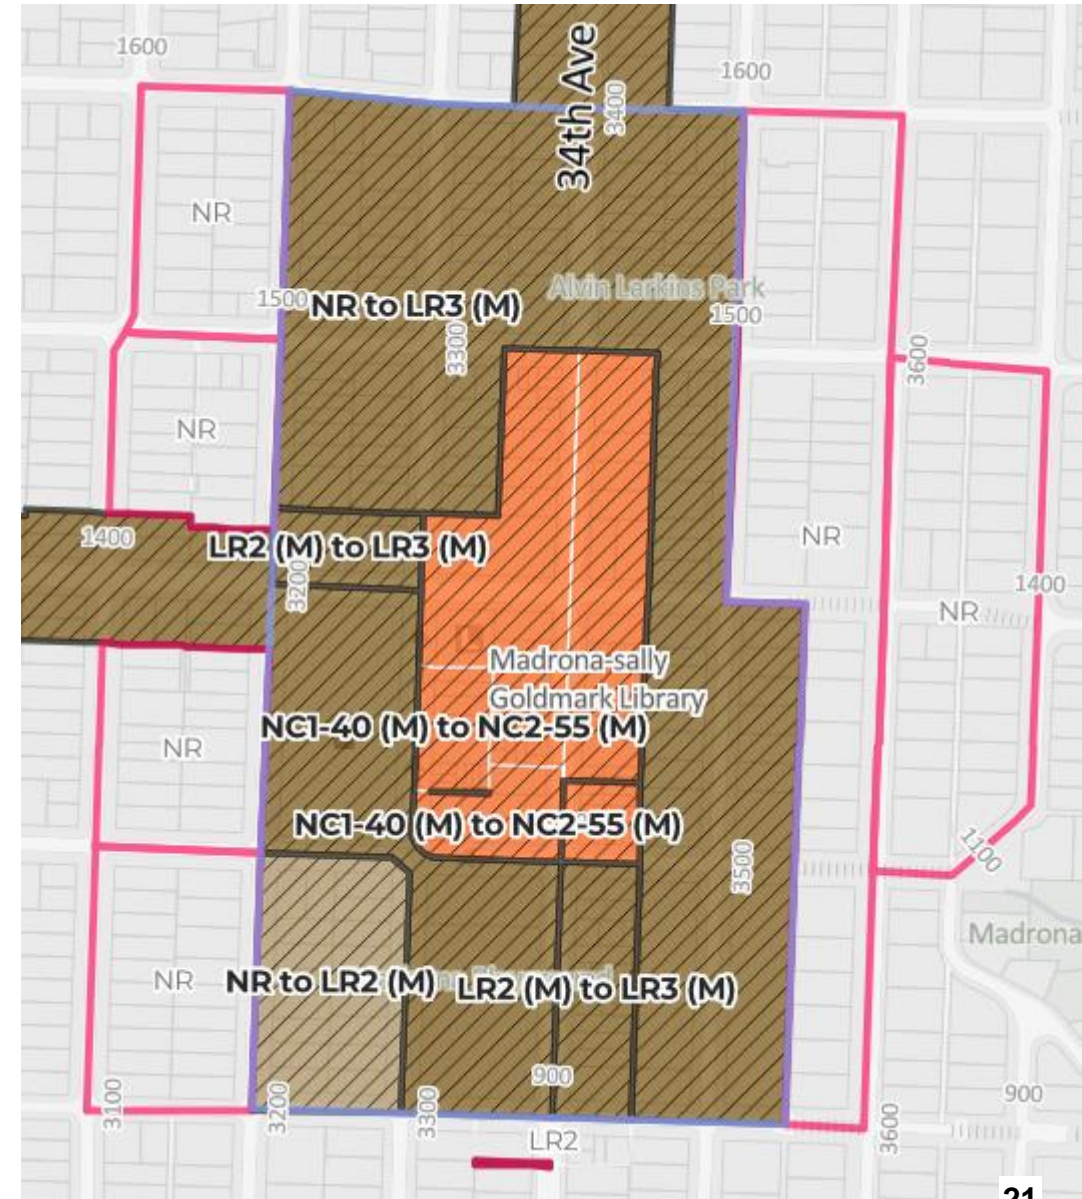 34th Ave
1600
1600
3400
NR
Alvin Larkins Park
1500
NR to LR3 (M)
1500
3300
3600
NR
1400
LR2 (M) to LR3 (M)
NR
3200
1400
NR
Madrona-sally
Goldmark Library
NC1-40 (M) to NC2-55 (M)
NR
NC1-40 (M) to NC2-55 (M)
1100
3500
Madrona
NR
NR to LR2 (M)
LR2 (M) to LR3 (M)
900
900
3100
3200
3300
3600
LR2
21